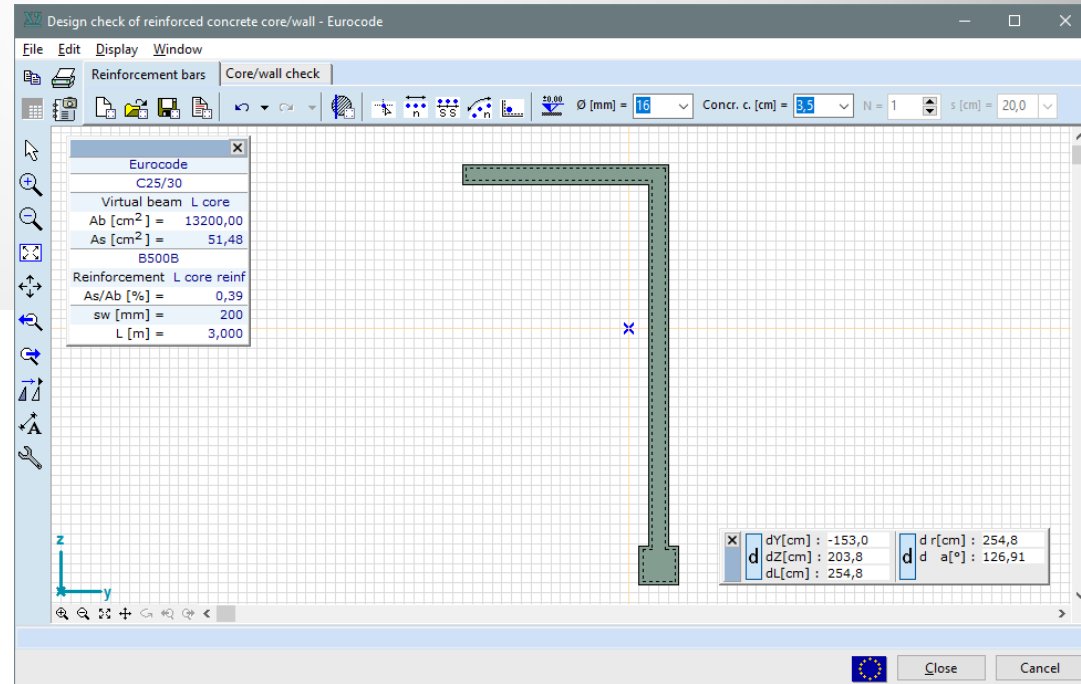 Design check of reinforced concrete core/wall - Eurocode
File Edit Display Window
Reinforcement bars Core/wall check
n s s n 10,00 Ø [mm] = 16 Concr. c. [cm] = 3,5 N = 1 s [cm] = 20,0
Eurocode
C25/30
Virtual beam L core
Ab [cm2] = 13200,00
As [cm2] = 51,48
B500B
Reinforcement L core reinf
As/Ab [%] = 0,39
sw [mm] = 200
L [m] = 3,000
A
z
y
d dY[cm] : -153,0
dZ[cm] : 203,8
dL[cm] : 254,8
d d r[cm] : 254,8
d a[°] : 126,91
Close Cancel